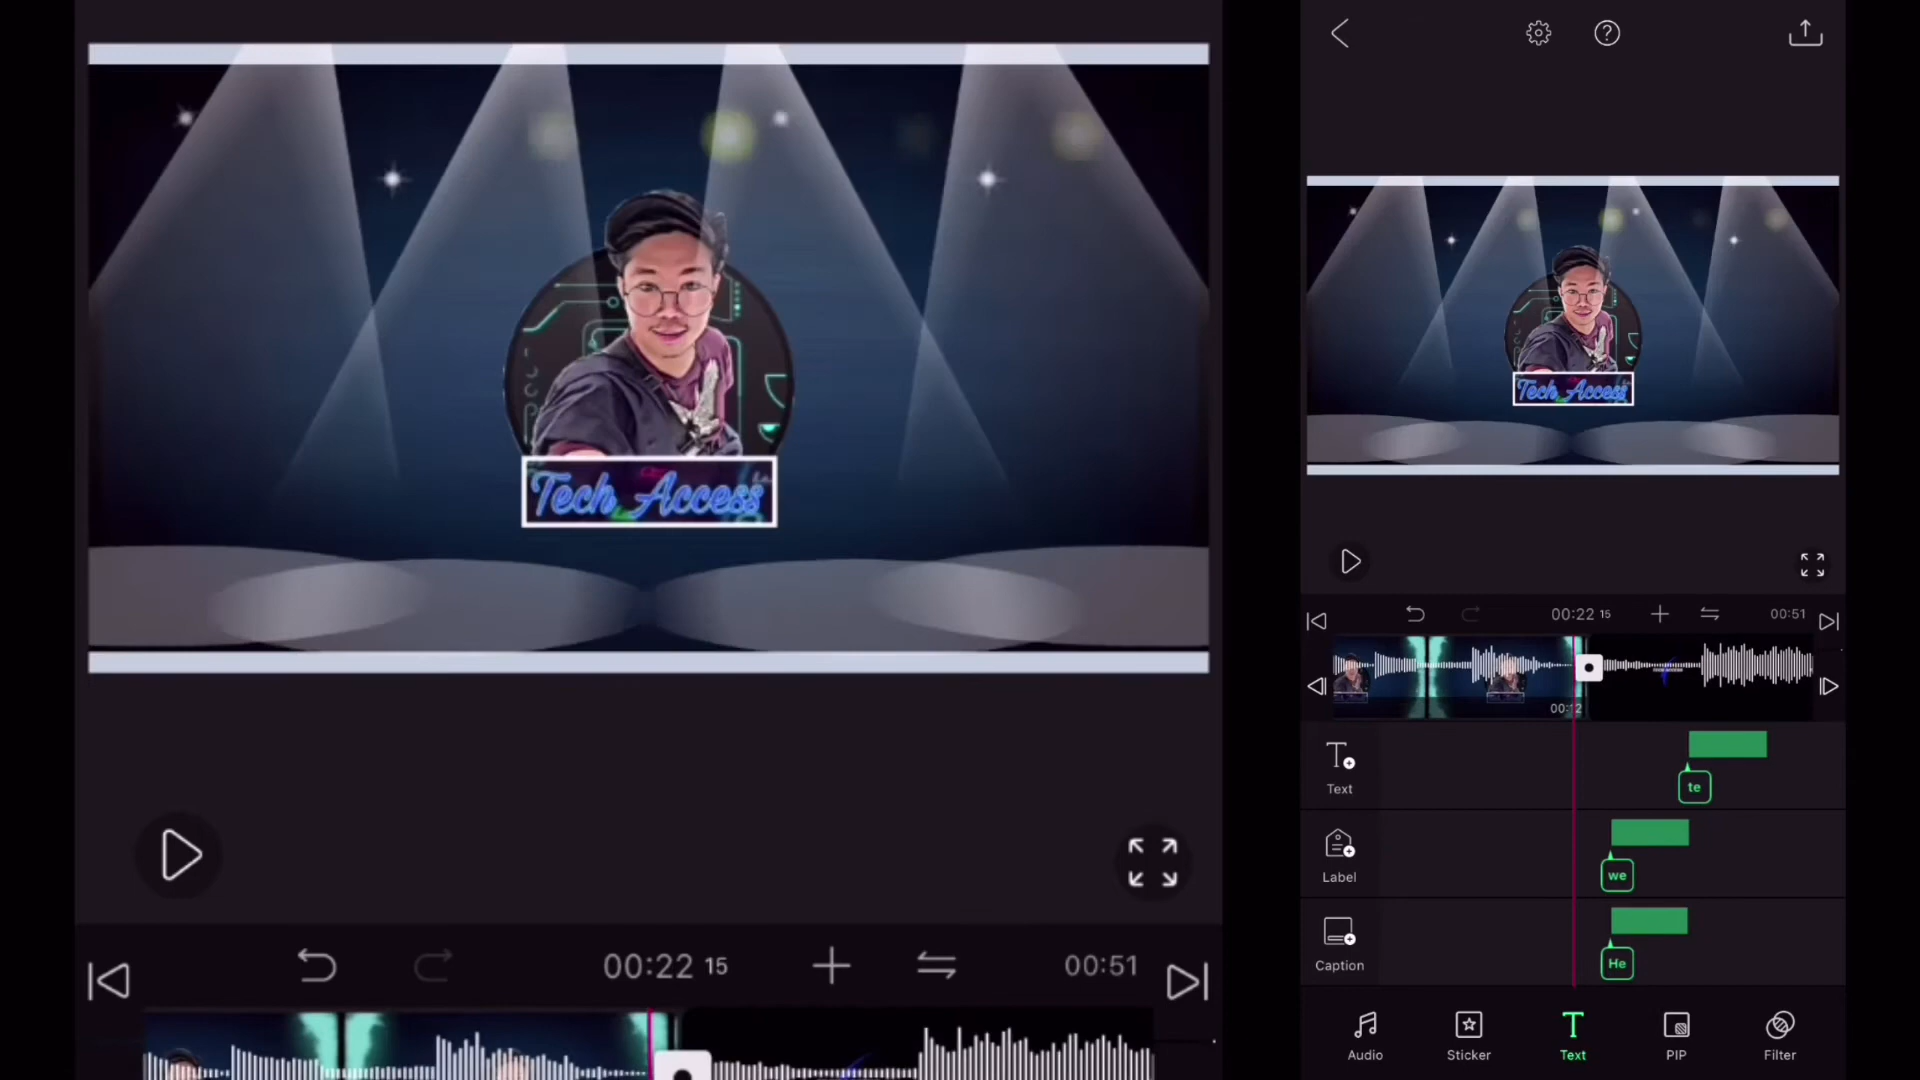 Tech Access
00:22 15
00:51
Tech Access
00:22 15
00:51
00:12
Text
te
Label
we
Caption
He
Audio
Sticker
Text
PIP
Filter